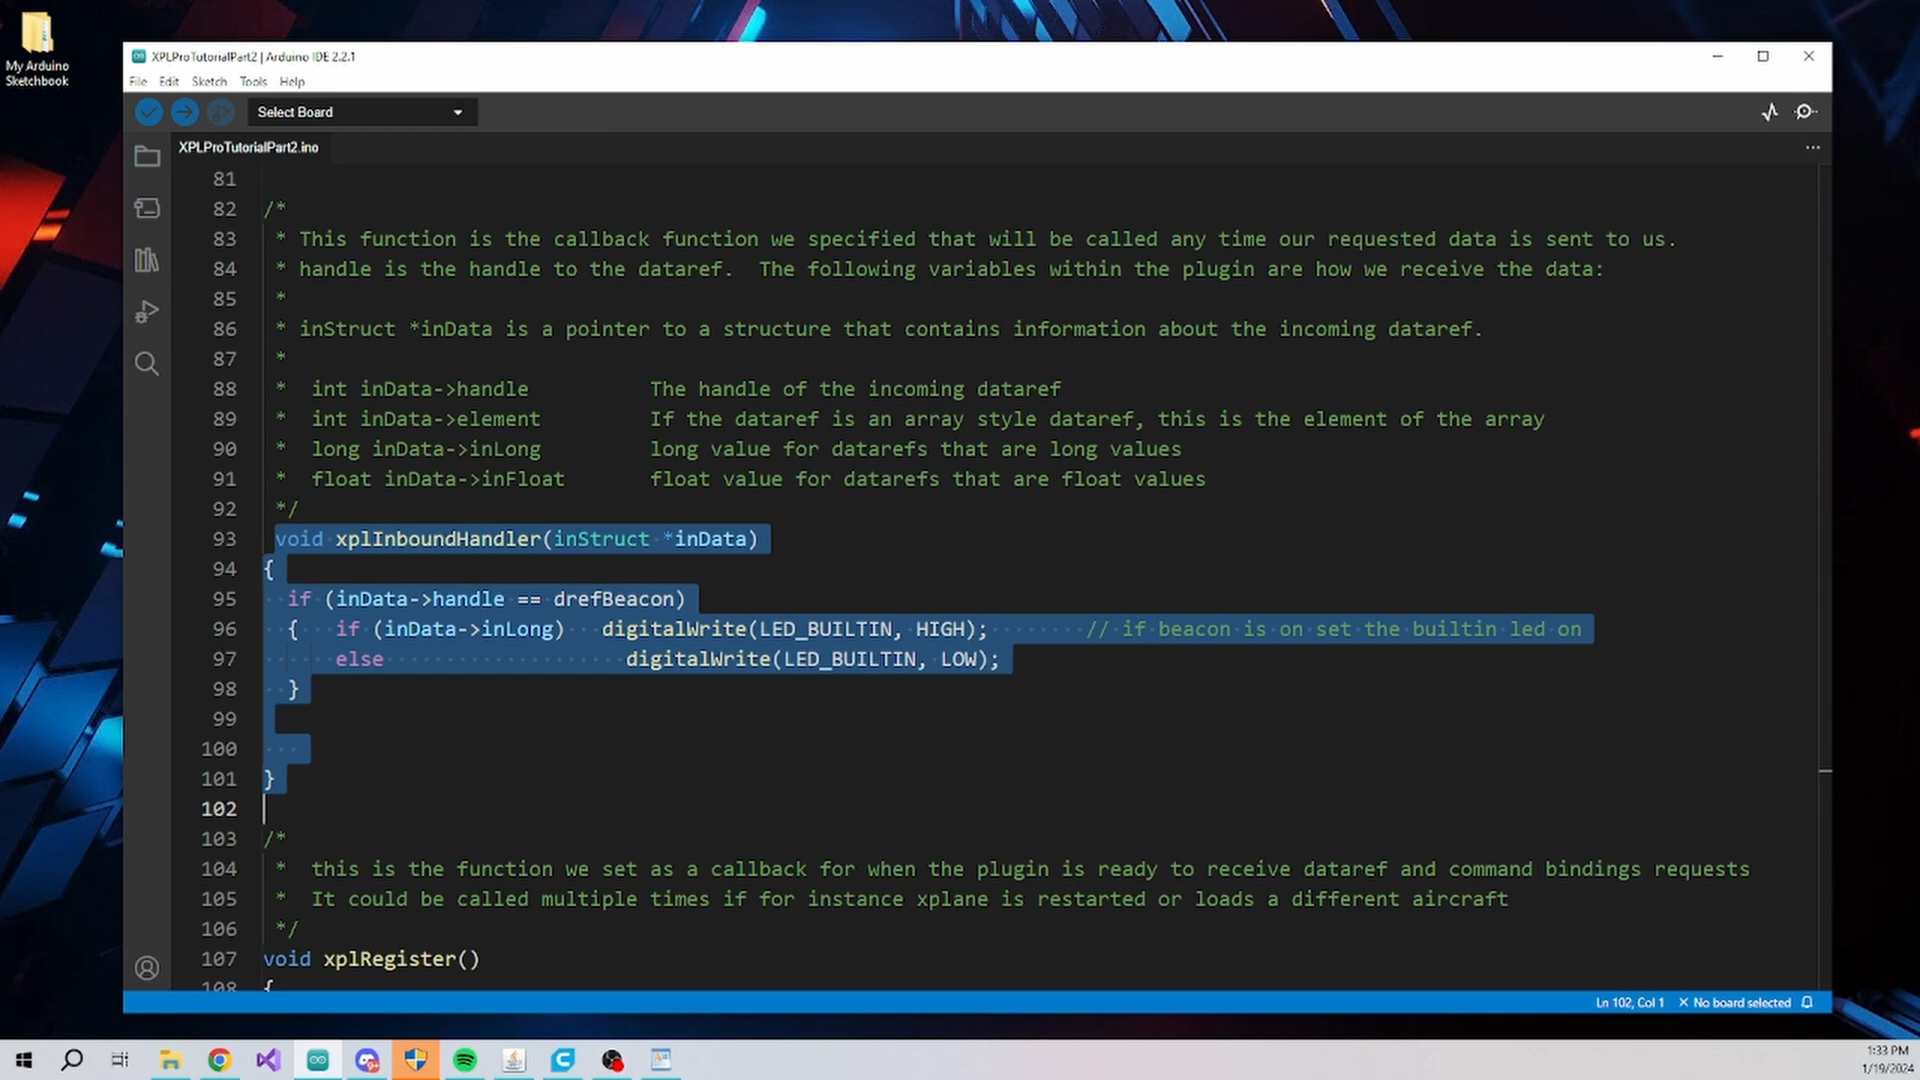 My Arduino
Sketchbook
XPLProTutorialPart2 | Arduino IDE 2.2.1
File Edit Sketch Tools Help
Select Board
XPLProTutorialPart2.ino
81
82 /*
83 * This function is the callback function we specified that will be called any time our requested data is sent to us.
84 * handle is the handle to the dataref. The following variables within the plugin are how we receive the data:
85 *
86 * inStruct *inData is a pointer to a structure that contains information about the incoming dataref.
87 *
88 * int inData->handle The handle of the incoming dataref
89 * int inData->element If the dataref is an array style dataref, this is the element of the array
90 * long inData->inLong long value for datarefs that are long values
91 * float inData->inFloat float value for datarefs that are float values
92 */
93 void xplInboundHandler(inStruct *inData)
94 {
95 if (inData->handle == drefBeacon)
96 { if (inData->inLong) digitalWrite(LED_BUILTIN, HIGH); // if beacon is on set the builtin led on
97 else digitalWrite(LED_BUILTIN, LOW);
98 }
99
100
101 }
102
103 /*
104 * this is the function we set as a callback for when the plugin is ready to receive dataref and command bindings requests
105 * It could be called multiple times if for instance xplane is restarted or loads a different aircraft
106 */
107 void xplRegister()
108 {
Ln 102, Col 1 × No board selected
1:33 PM
1/19/2024